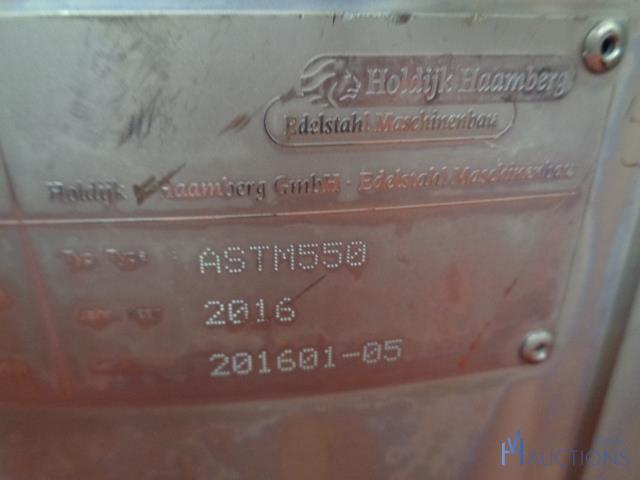 Holdijk Haamberg
Edelstahl Maschinenbau
Holdijk Haamberg GmbH · Edelstahl Maschinenbau
ASTM550
2016
201601-05
AUCTIONS